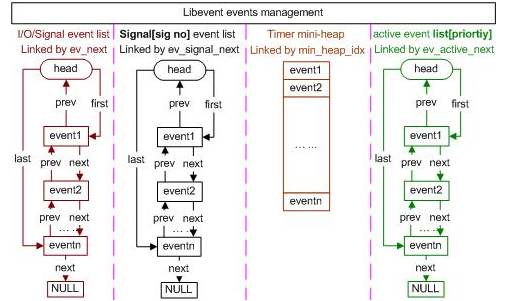 Libevent events management
I/O/Signal event list
Linked by ev_next
head
prev
first
event1
last
prev
next
event2
prev
next
.....
eventn
next
NULL
Signal[sig no] event list
Linked by ev_signal_next
head
prev
first
event1
last
prev
next
event2
prev
next
.....
eventn
next
NULL
Timer mini-heap
Linked by min_heap_idx
event1
event2
... ...
eventn
active event list[priortiy]
Linked by ev_active_next
head
prev
first
event1
last
prev
next
event2
prev
next
.....
eventn
next
NULL